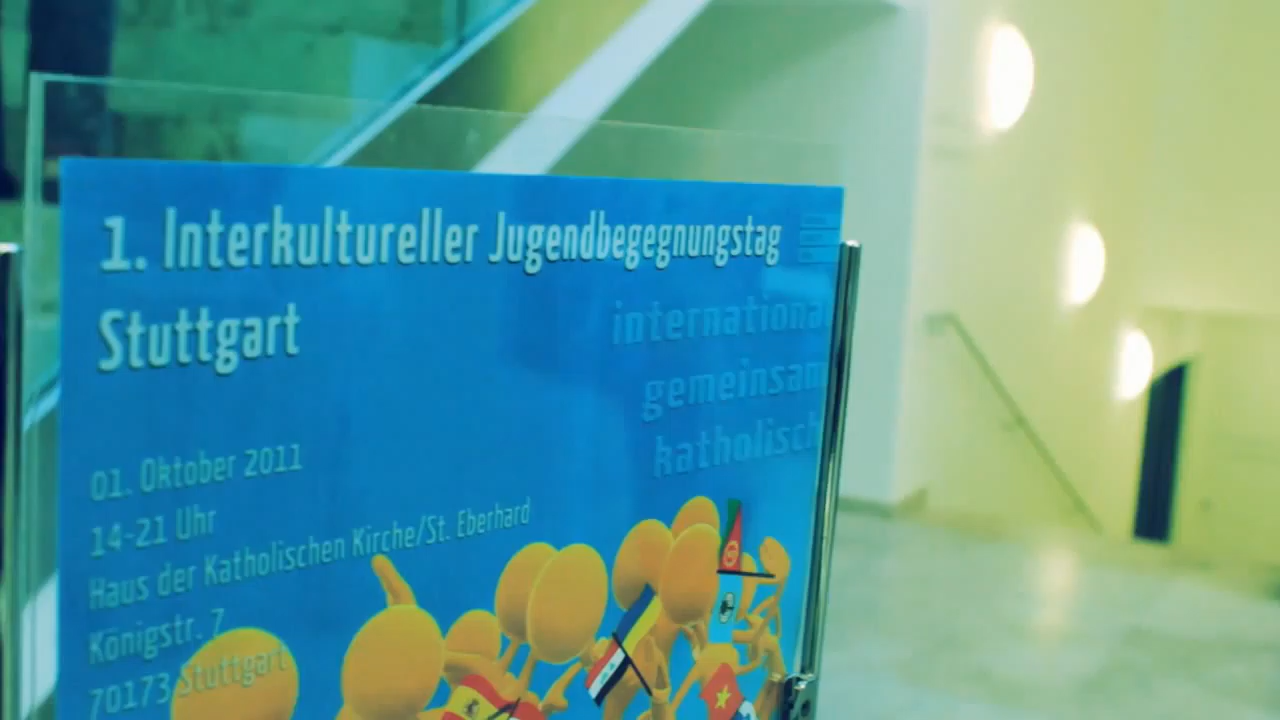 1. Interkultureller Jugendbegegnungstag
Stuttgart
international
gemeinsam
katholisch
01. Oktober 2011
14-21 Uhr
Haus der Katholischen Kirche/St. Eberhard
Königstr. 7
70173 Stuttgart